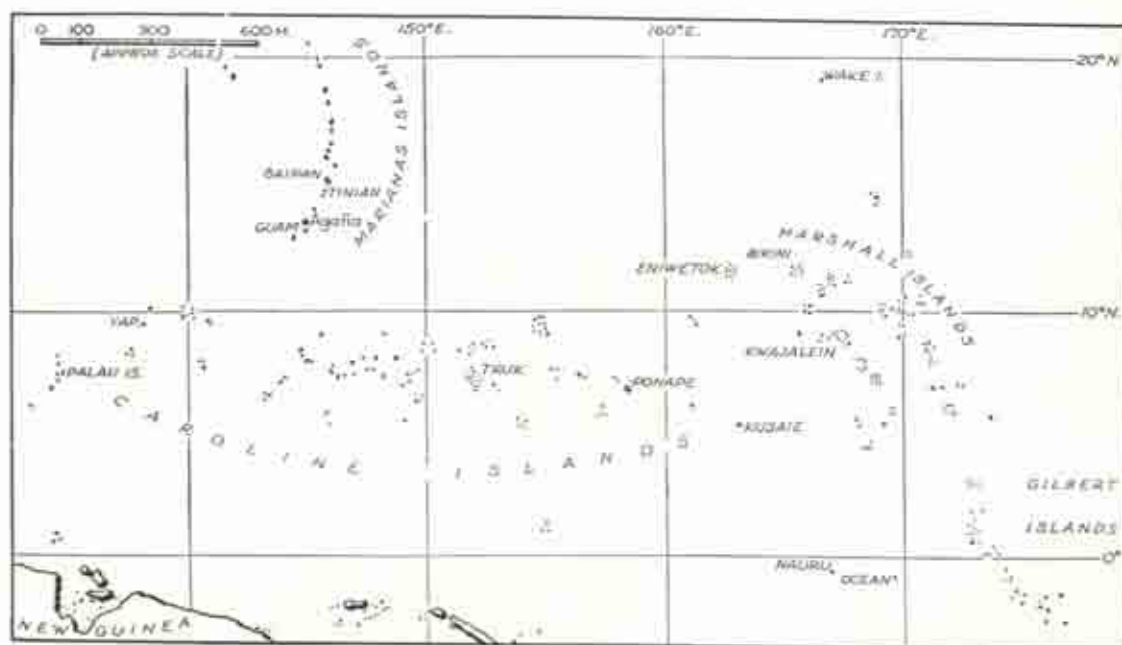 0 100 300 600 M.
(APPROX SCALE)
150°E.
160°E.
170°E.
20°N
MARIANAS ISLANDS
WAKE I.
SAIPAN
TINIAN
GUAM
Agaña
MARSHALL ISLANDS
BIKINI
ENIWETOK
10°N
YAP
KWAJALEIN
PALAU IS.
TRUK
PONAPE
CAROLINE ISLANDS
KUSAIE
GILBERT
ISLANDS
0°
NAURU
OCEAN
NEW GUINEA